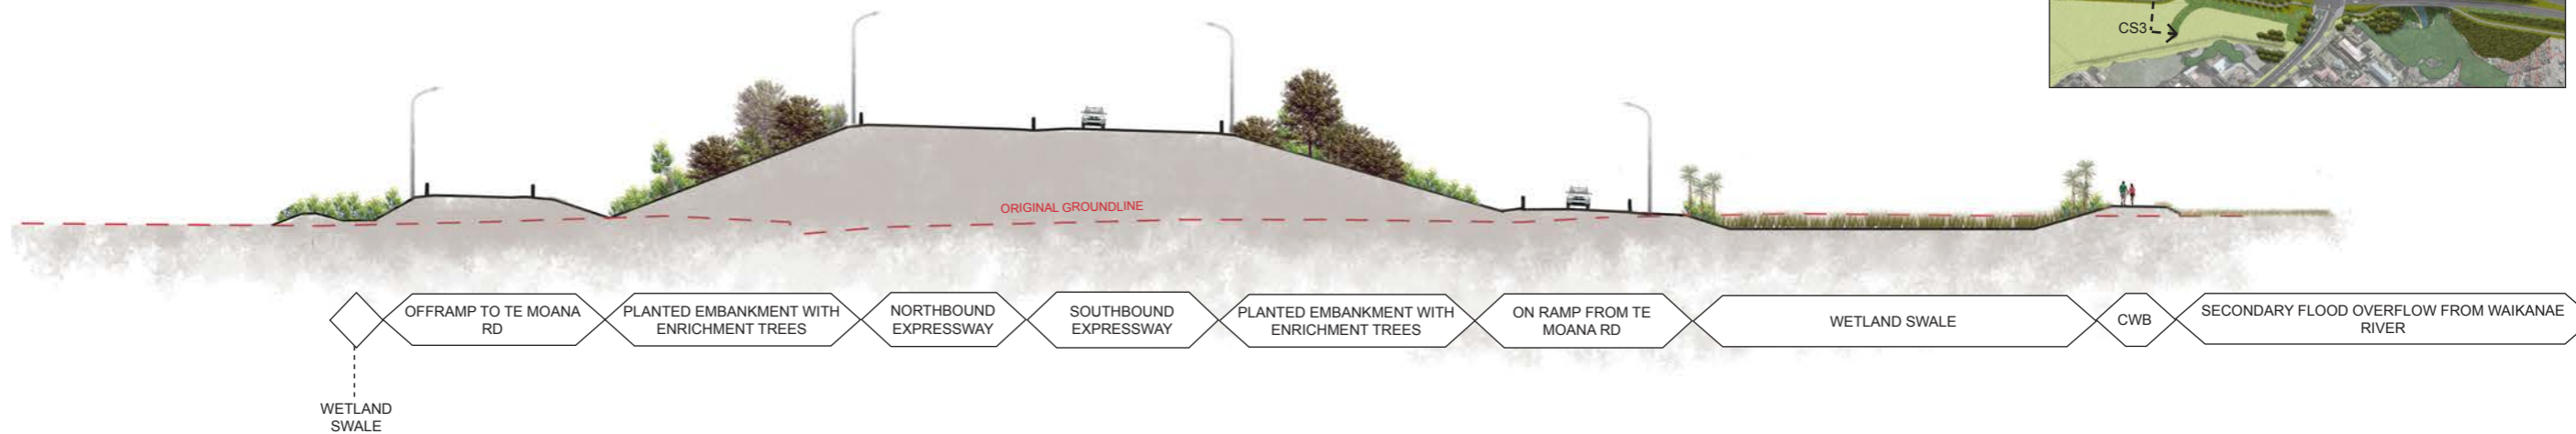 CS3
ORIGINAL GROUNDLINE
OFFRAMP TO TE MOANA
RD
PLANTED EMBANKMENT WITH
ENRICHMENT TREES
NORTHBOUND
EXPRESSWAY
SOUTHBOUND
EXPRESSWAY
PLANTED EMBANKMENT WITH
ENRICHMENT TREES
ON RAMP FROM TE
MOANA RD
WETLAND SWALE
CWB
SECONDARY FLOOD OVERFLOW FROM WAIKANAE
RIVER
WETLAND
SWALE